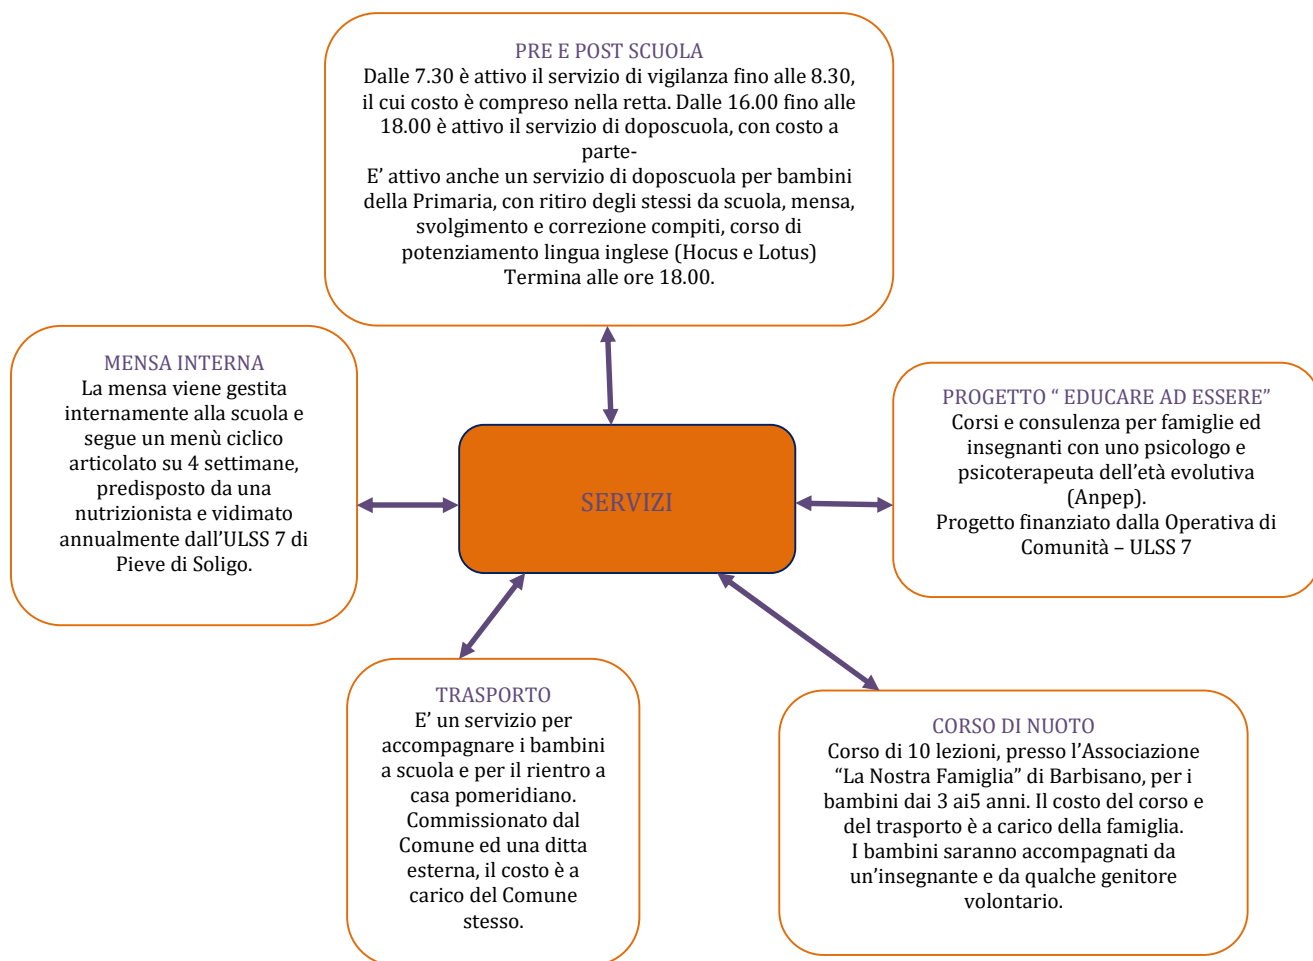 PRE E POST SCUOLA
Dalle 7.30 è attivo il servizio di vigilanza fino alle 8.30,
il cui costo è compreso nella retta. Dalle 16.00 fino alle
18.00 è attivo il servizio di doposcuola, con costo a
parte-
E’ attivo anche un servizio di doposcuola per bambini
della Primaria, con ritiro degli stessi da scuola, mensa,
svolgimento e correzione compiti, corso di
potenziamento lingua inglese (Hocus e Lotus)
Termina alle ore 18.00.
MENSA INTERNA
La mensa viene gestita
internamente alla scuola e
segue un menù ciclico
articolato su 4 settimane,
predisposto da una
nutrizionista e vidimato
annualmente dall’ULSS 7 di
Pieve di Soligo.
SERVIZI
PROGETTO “ EDUCARE AD ESSERE”
Corsi e consulenza per famiglie ed
insegnanti con uno psicologo e
psicoterapeuta dell’età evolutiva
(Anpep).
Progetto finanziato dalla Operativa di
Comunità – ULSS 7
TRASPORTO
E’ un servizio per
accompagnare i bambini
a scuola e per il rientro a
casa pomeridiano.
Commissionato dal
Comune ed una ditta
esterna, il costo è a
carico del Comune
stesso.
CORSO DI NUOTO
Corso di 10 lezioni, presso l’Associazione
“La Nostra Famiglia” di Barbisano, per i
bambini dai 3 ai5 anni. Il costo del corso e
del trasporto è a carico della famiglia.
I bambini saranno accompagnati da
un’insegnante e da qualche genitore
volontario.